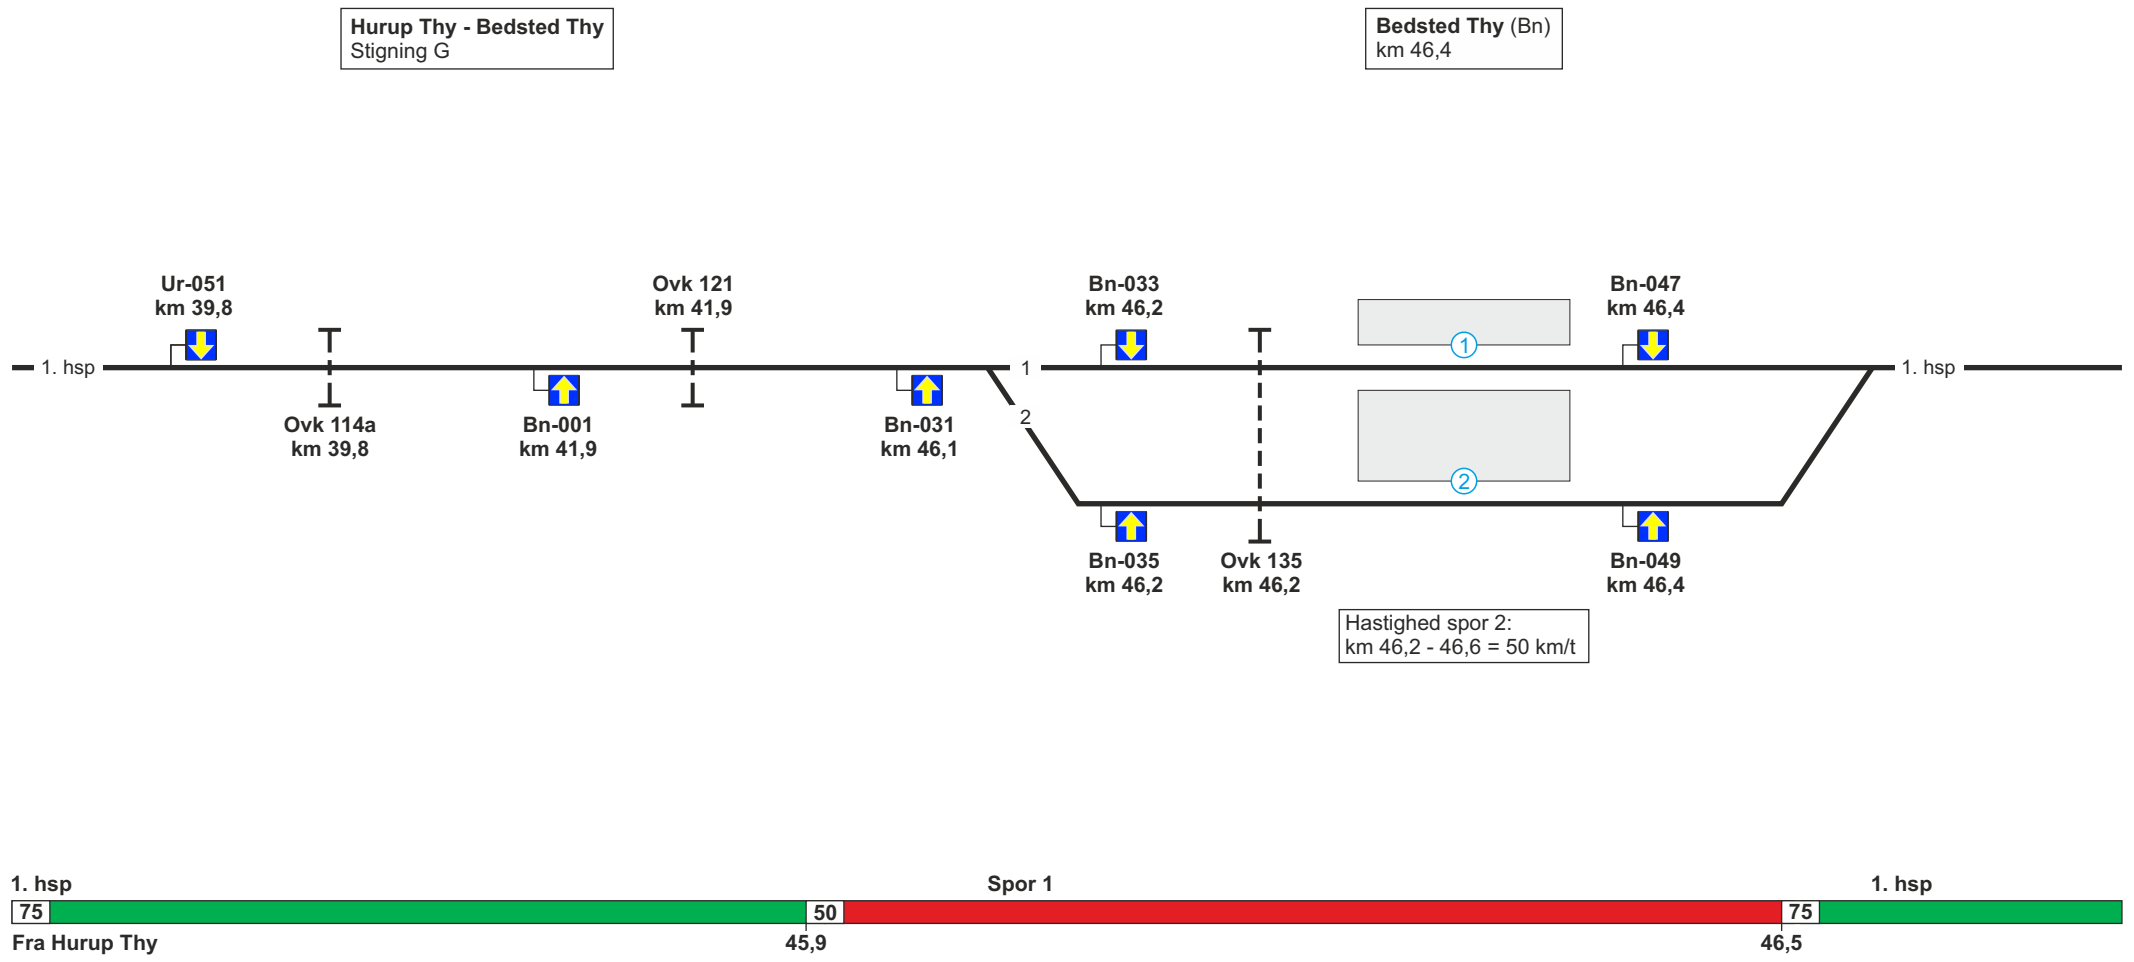 Hurup Thy - Bedsted Thy
Stigning G
Bedsted Thy (Bn)
km 46,4
Ur-051
km 39,8
Ovk 121
km 41,9
Bn-033
km 46,2
Bn-047
km 46,4
1
1. hsp
1
1. hsp
2
Ovk 114a
km 39,8
Bn-001
km 41,9
Bn-031
km 46,1
2
Bn-035
km 46,2
Ovk 135
km 46,2
Bn-049
km 46,4
Hastighed spor 2:
km 46,2 - 46,6 = 50 km/t
1. hsp
Spor 1
1. hsp
75
50
75
Fra Hurup Thy
45,9
46,5